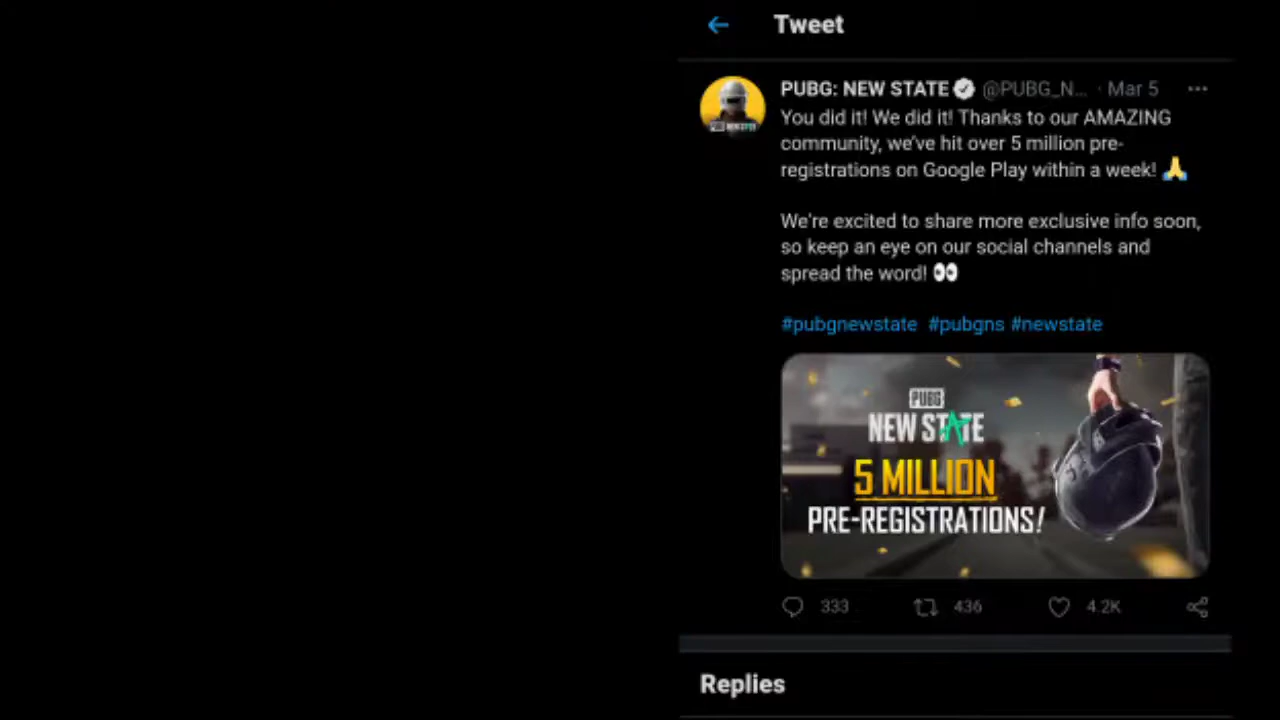 Tweet
PUBG: NEW STATE @PUBG_N... · Mar 5
You did it! We did it! Thanks to our AMAZING
community, we've hit over 5 million pre-
registrations on Google Play within a week! 🙏
We're excited to share more exclusive info soon,
so keep an eye on our social channels and
spread the word! 👀
#pubgnewstate #pubgns #newstate
PUBG
NEW STATE
5 MILLION
PRE-REGISTRATIONS!
333 436 4.2K
Replies